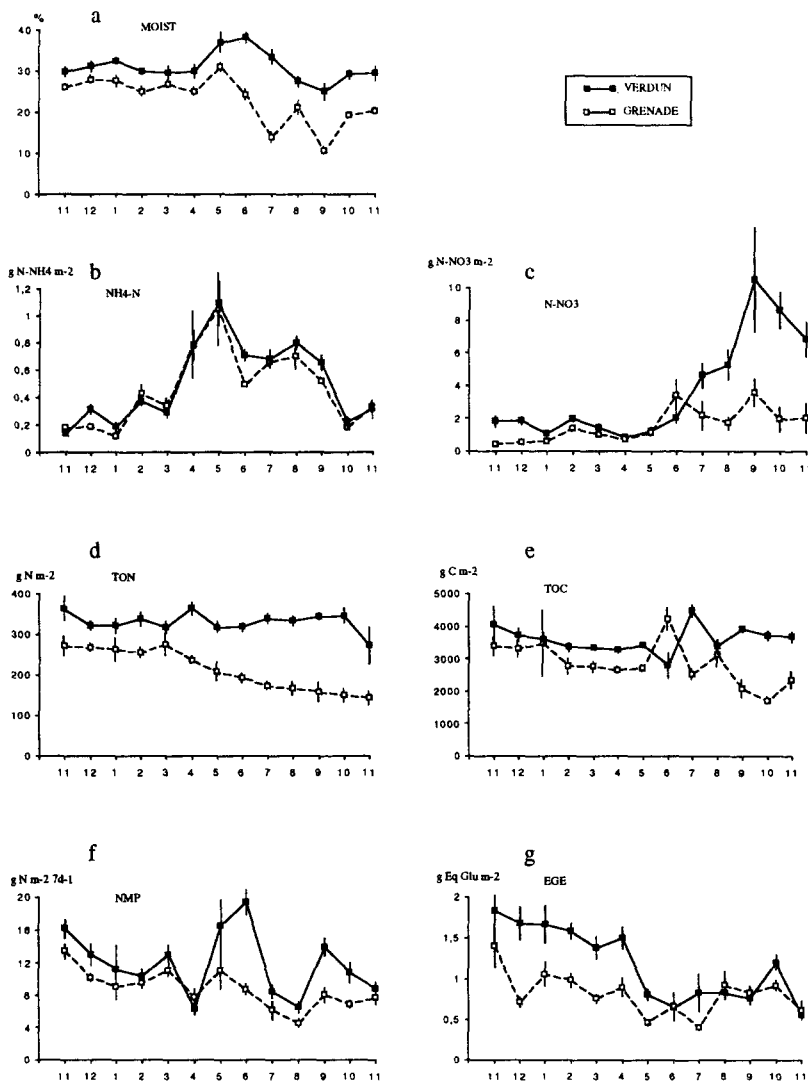 a
%
MOIST
40
30
20
10
0
11 12 1 2 3 4 5 6 7 8 9 10 11
VERDUN
GRENADE
b
g N-NH4 m-2
NH4-N
1,2
1
0,8
0,6
0,4
0,2
0
11 12 1 2 3 4 5 6 7 8 9 10 11
c
g N-NO3 m-2
N-NO3
10
8
6
4
2
0
11 12 1 2 3 4 5 6 7 8 9 10 11
d
g N m-2
TON
400
300
200
100
0
11 12 1 2 3 4 5 6 7 8 9 10 11
e
g C m-2
TOC
5000
4000
3000
2000
1000
0
11 12 1 2 3 4 5 6 7 8 9 10 11
f
g N m-2 7d-1
NMP
20
16
12
8
4
0
11 12 1 2 3 4 5 6 7 8 9 10 11
g
g Eq Glu m-2
EGE
2
1,5
1
0,5
0
11 12 1 2 3 4 5 6 7 8 9 10 11